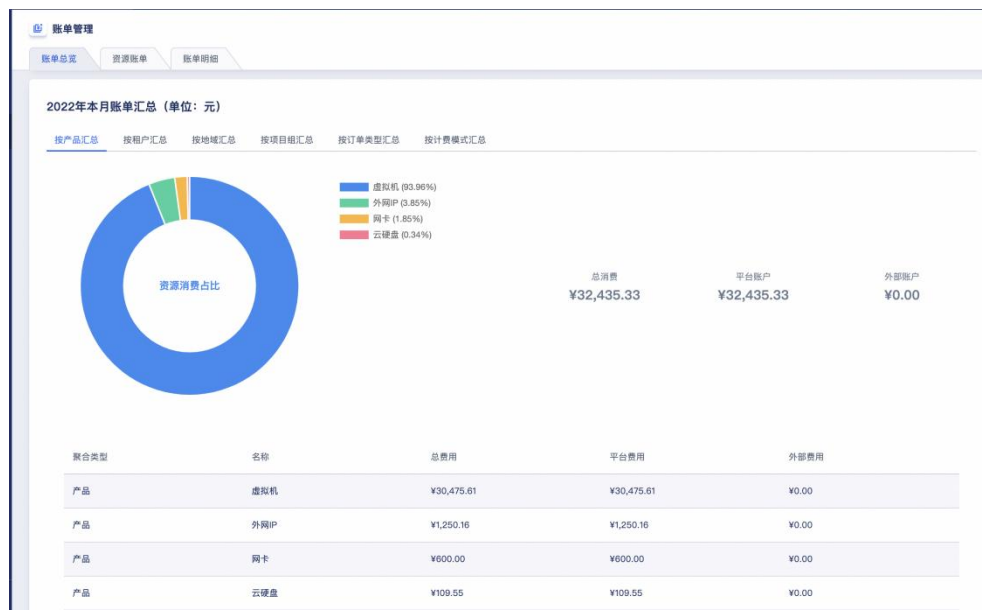 账单管理
账单总览 资源账单 账单明细
2022年本月账单汇总（单位：元）
按产品汇总 按租户汇总 按地域汇总 按项目组汇总 按订单类型汇总 按计费模式汇总
虚拟机 (93.96%)
外网IP (3.85%)
网卡 (1.85%)
云硬盘 (0.34%)
资源消费占比
总消费 平台账户 外部账户
¥32,435.33 ¥32,435.33 ¥0.00
聚合类型 名称 总费用 平台费用 外部费用
产品 虚拟机 ¥30,475.61 ¥30,475.61 ¥0.00
产品 外网IP ¥1,250.16 ¥1,250.16 ¥0.00
产品 网卡 ¥600.00 ¥600.00 ¥0.00
产品 云硬盘 ¥109.55 ¥109.55 ¥0.00